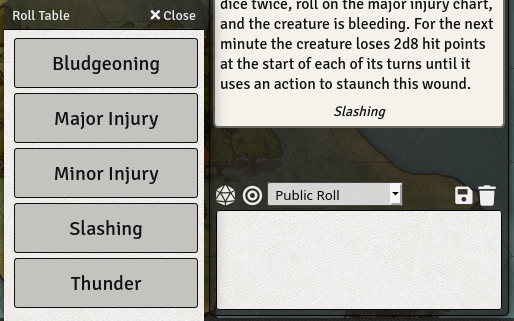 Roll Table
Close
Bludgeoning
Major Injury
Minor Injury
Slashing
Thunder
dice twice, roll on the major injury chart,
and the creature is bleeding. For the next
minute the creature loses 2d8 hit points
at the start of each of its turns until it
uses an action to staunch this wound.
Slashing
Public Roll